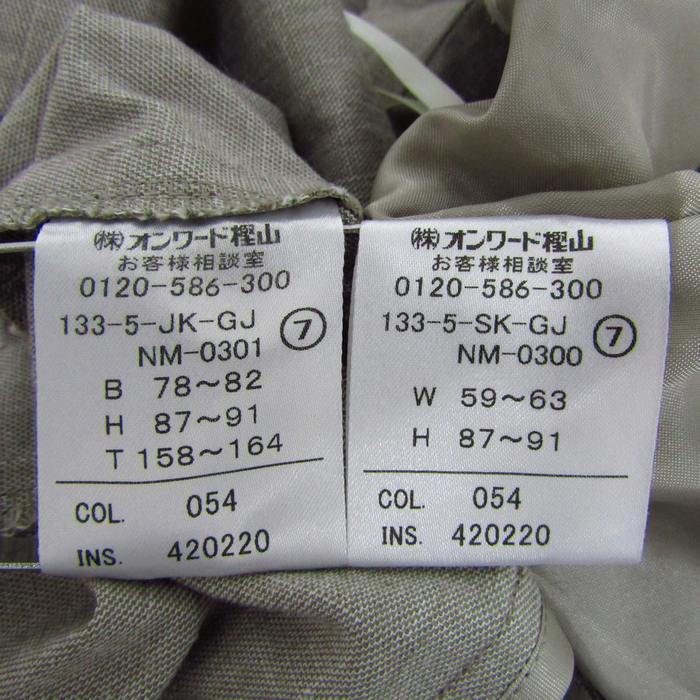 ㈱オンワード樫山
お客様相談室
0120-586-300
133-5-JK-GJ ⑦
NM-0301
B 78～82
H 87～91
T 158～164
COL. 054
INS. 420220
㈱オンワード樫山
お客様相談室
0120-586-300
133-5-SK-GJ ⑦
NM-0300
W 59～63
H 87～91
COL. 054
INS. 420220